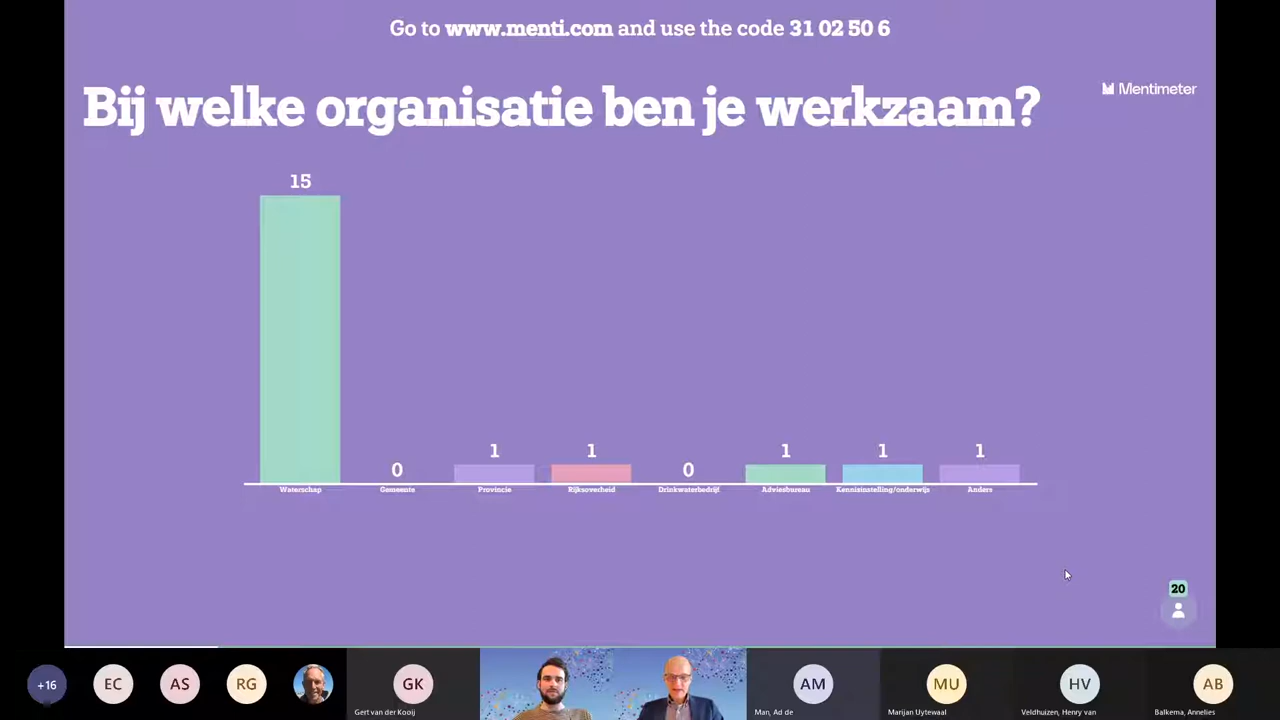 Go to www.menti.com and use the code 31 02 50 6
Bij welke organisatie ben je werkzaam?
Mentimeter
15
0
1
1
0
1
1
1
Waterschap
Gemeente
Provincie
Rijksoverheid
Drinkwaterbedrijf
Adviesbureau
Kennisinstelling/onderwijs
Anders
20
+16
EC
AS
RG
GK
AM
MU
HV
AB
Gert van der Kooij
Man, Ad de
Marijan Uytewaal
Veldhuizen, Henry van
Balkema, Annelies